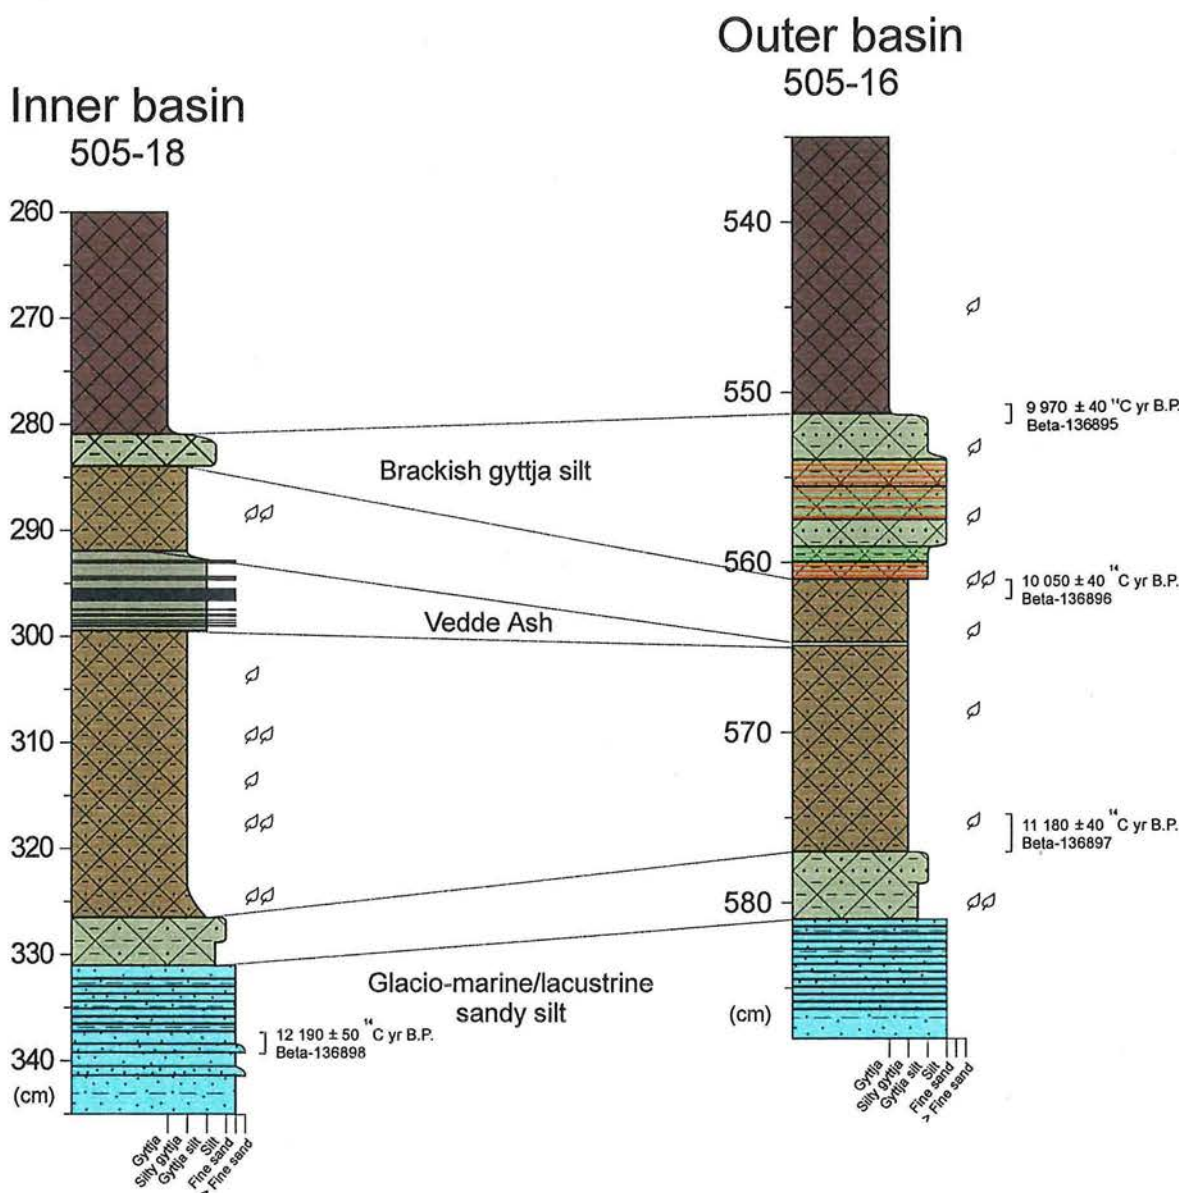 Outer basin
505-16
Inner basin
505-18
260
270
280
290
300
310
320
330
340
(cm)
540
550
560
570
580
(cm)
Brackish gyttja silt
Vedde Ash
Glacio-marine/lacustrine
sandy silt
12 190 ± 50 ¹⁴C yr B.P.
Beta-136898
9 970 ± 40 ¹⁴C yr B.P.
Beta-136895
10 050 ± 40 ¹⁴C yr B.P.
Beta-136896
11 180 ± 40 ¹⁴C yr B.P.
Beta-136897
Gyttja
Silty gyttja
Gyttja silt
Silt
Fine sand
> Fine sand
Gyttja
Silty gyttja
Gyttja silt
Silt
Fine sand
> Fine sand